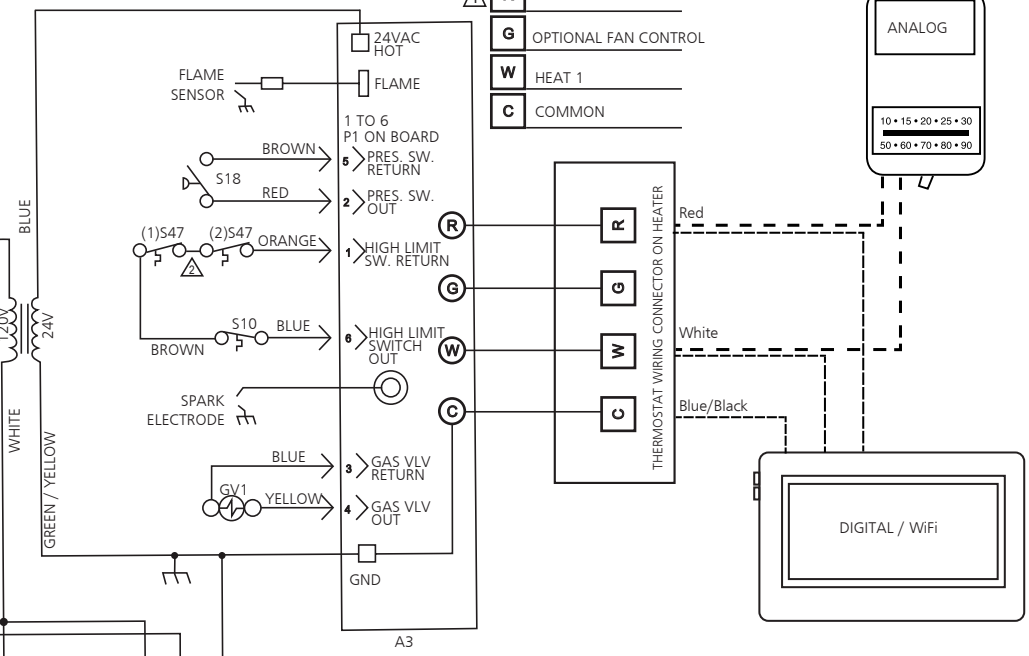 24VAC
HOT
FLAME
SENSOR
FLAME
1 TO 6
P1 ON BOARD
BROWN
5
PRES. SW.
RETURN
S18
RED
2
PRES. SW.
OUT
(1)S47
(2)S47
ORANGE
1
HIGH LIMIT
SW. RETURN
2
S10
BLUE
6
HIGH LIMIT
SWITCH
OUT
BROWN
SPARK
ELECTRODE
BLUE
3
GAS VLV
RETURN
GV1
YELLOW
4
GAS VLV
OUT
GND
A3
BLUE
120V
24V
WHITE
GREEN / YELLOW
R
G
W
C
G
OPTIONAL FAN CONTROL
W
HEAT 1
C
COMMON
R
G
W
C
THERMOSTAT WIRING CONNECTOR ON HEATER
Red
White
Blue/Black
ANALOG
10 • 15 • 20 • 25 • 30
50 • 60 • 70 • 80 • 90
DIGITAL / WiFi